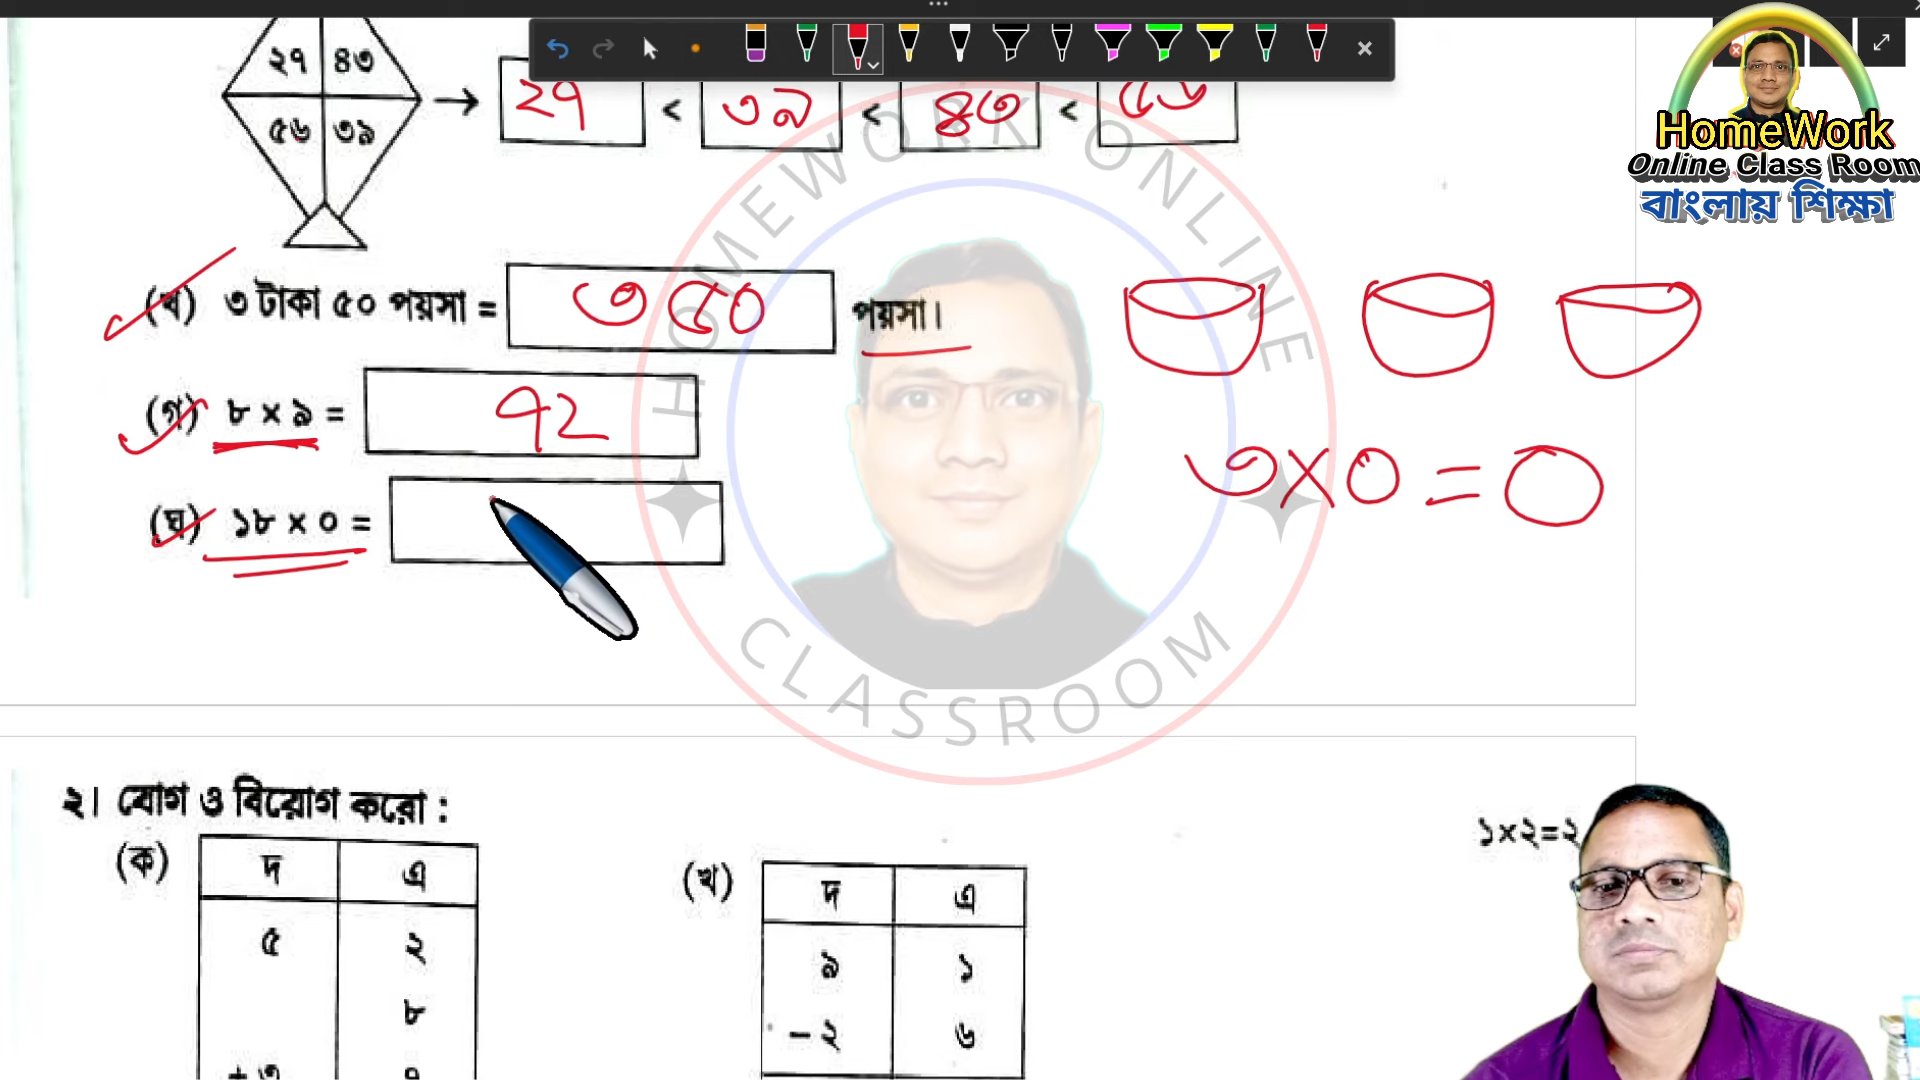 ২৭ ৪৩
৫৬ ৩৯
→ ২৭ < ৩৯ < ৪৩ < ৫৬
(খ) ৩ টাকা ৫০ পয়সা = ৩৫০ পয়সা।
(গ) ৮ × ৯ = ৭২
৩×০=০
(ঘ) ১৮ × ০ =
২। যোগ ও বিয়োগ করো :
(ক) দ এ
৫ ২
৮
+ ৩
(খ) দ এ
৯ ১
− ২ ৬
১×২=২
HomeWork
Online Class Room
বাংলায় শিক্ষা
HOMEWORK ONLINE
CLASSROOM